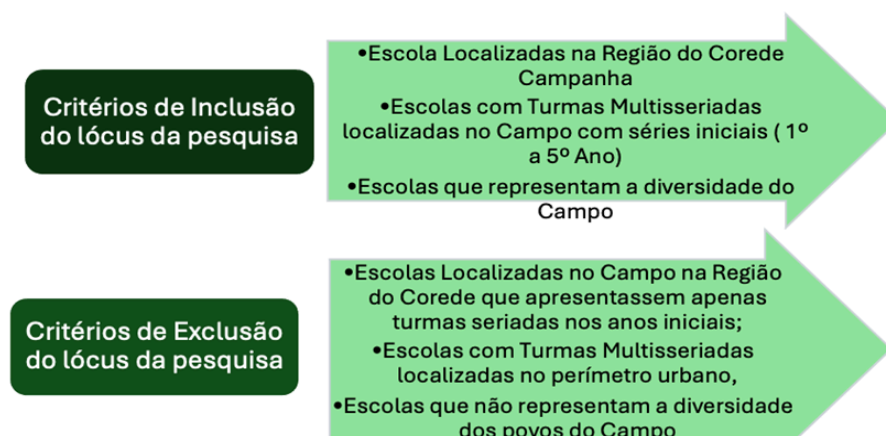 Critérios de Inclusão
do lócus da pesquisa
•Escola Localizadas na Região do Corede
Campanha
•Escolas com Turmas Multisseriadas
localizadas no Campo com séries iniciais ( 1º
a 5º Ano)
•Escolas que representam a diversidade do
Campo
Critérios de Exclusão
do lócus da pesquisa
•Escolas Localizadas no Campo na Região
do Corede que apresentassem apenas
turmas seriadas nos anos iniciais;
•Escolas com Turmas Multisseriadas
localizadas no perímetro urbano,
•Escolas que não representam a diversidade
dos povos do Campo